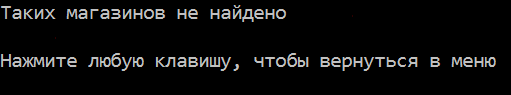 Таких магазинов не найдено
Нажмите любую клавишу, чтобы вернуться в меню